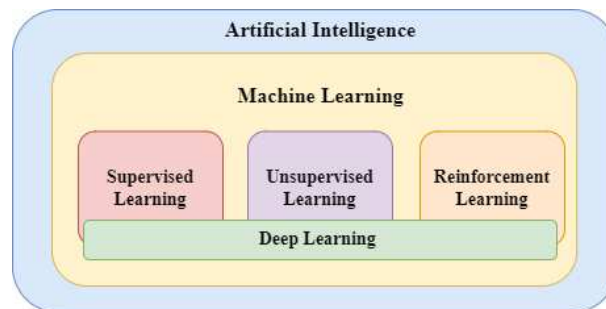 Artificial Intelligence
Machine Learning
Supervised
Learning
Unsupervised
Learning
Reinforcement
Learning
Deep Learning